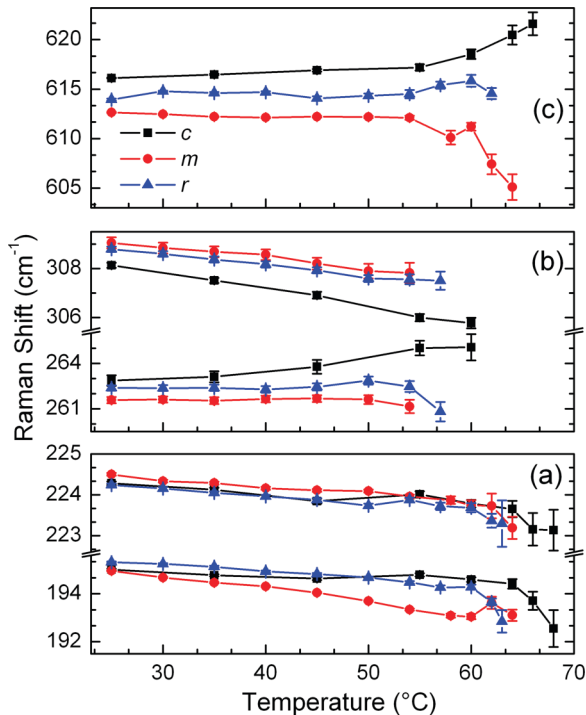 620
615
610
605
(c)
c
m
r
308
306
264
261
(b)
225
224
223
194
192
(a)
30 40 50 60 70
Raman Shift (cm⁻¹)
Temperature (°C)